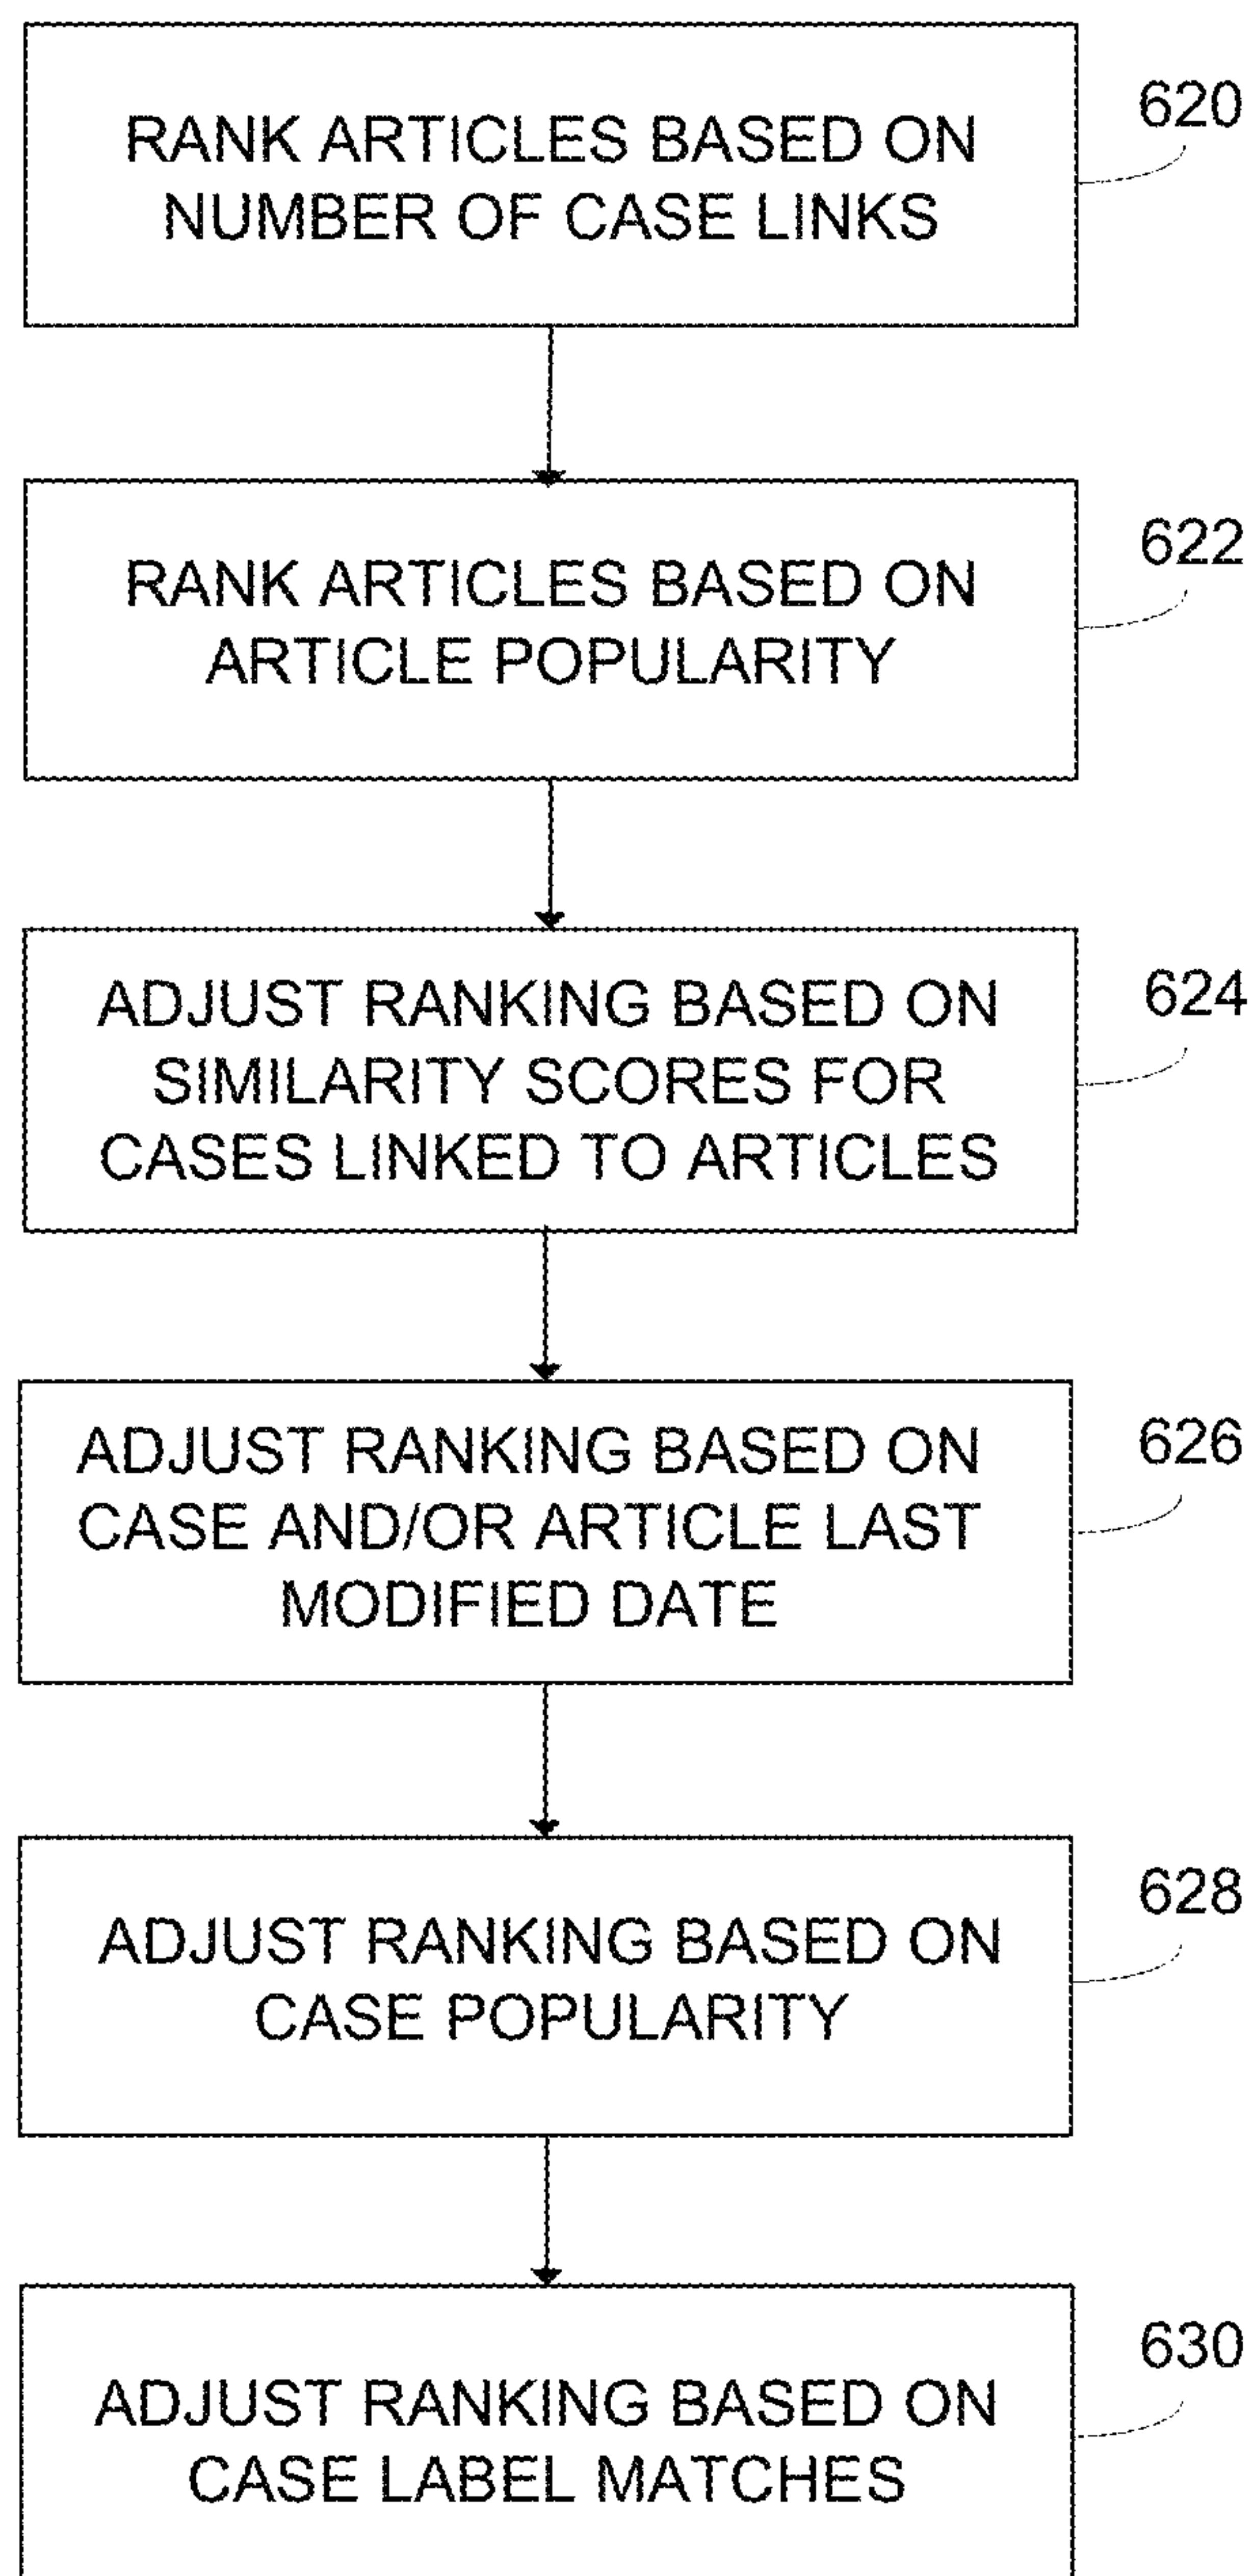 RANK ARTICLES BASED ON
NUMBER OF CASE LINKS
620
RANK ARTICLES BASED ON
ARTICLE POPULARITY
622
ADJUST RANKING BASED ON
SIMILARITY SCORES FOR
CASES LINKED TO ARTICLES
624
ADJUST RANKING BASED ON
CASE AND/OR ARTICLE LAST
MODIFIED DATE
626
ADJUST RANKING BASED ON
CASE POPULARITY
628
ADJUST RANKING BASED ON
CASE LABEL MATCHES
630